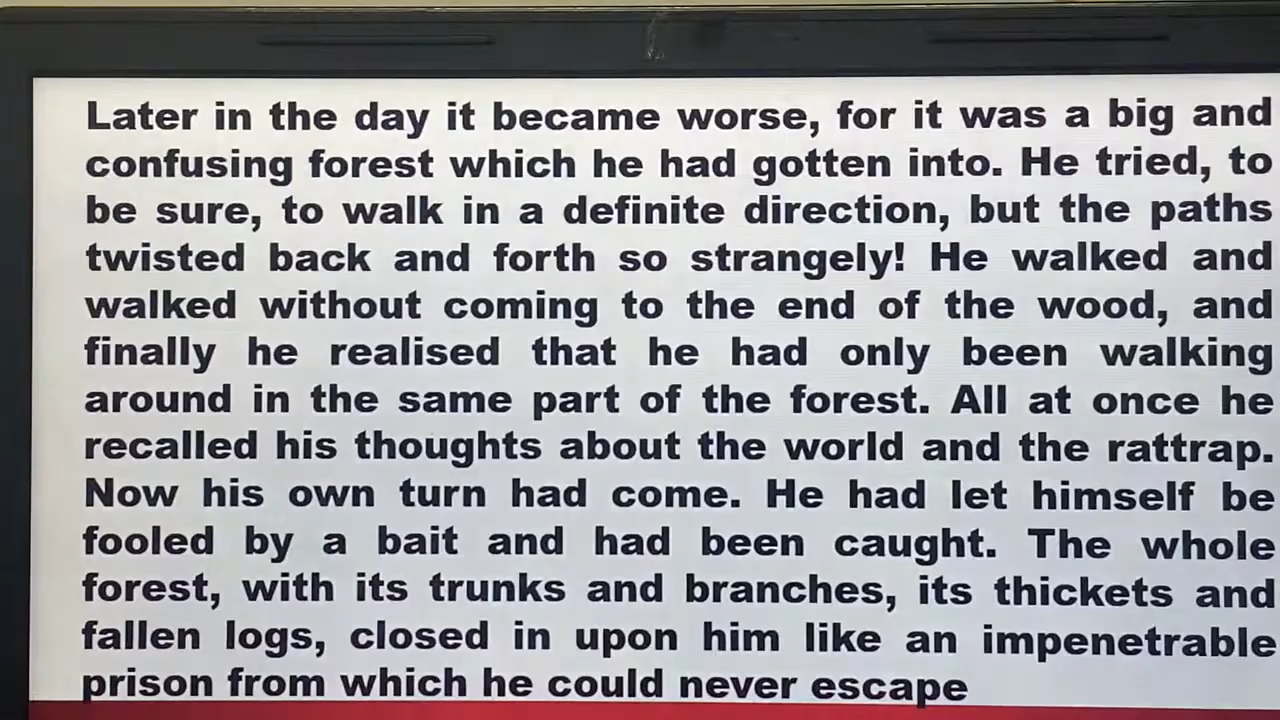 Later in the day it became worse, for it was a big and
confusing forest which he had gotten into. He tried, to
be sure, to walk in a definite direction, but the paths
twisted back and forth so strangely! He walked and
walked without coming to the end of the wood, and
finally he realised that he had only been walking
around in the same part of the forest. All at once he
recalled his thoughts about the world and the rattrap.
Now his own turn had come. He had let himself be
fooled by a bait and had been caught. The whole
forest, with its trunks and branches, its thickets and
fallen logs, closed in upon him like an impenetrable
prison from which he could never escape